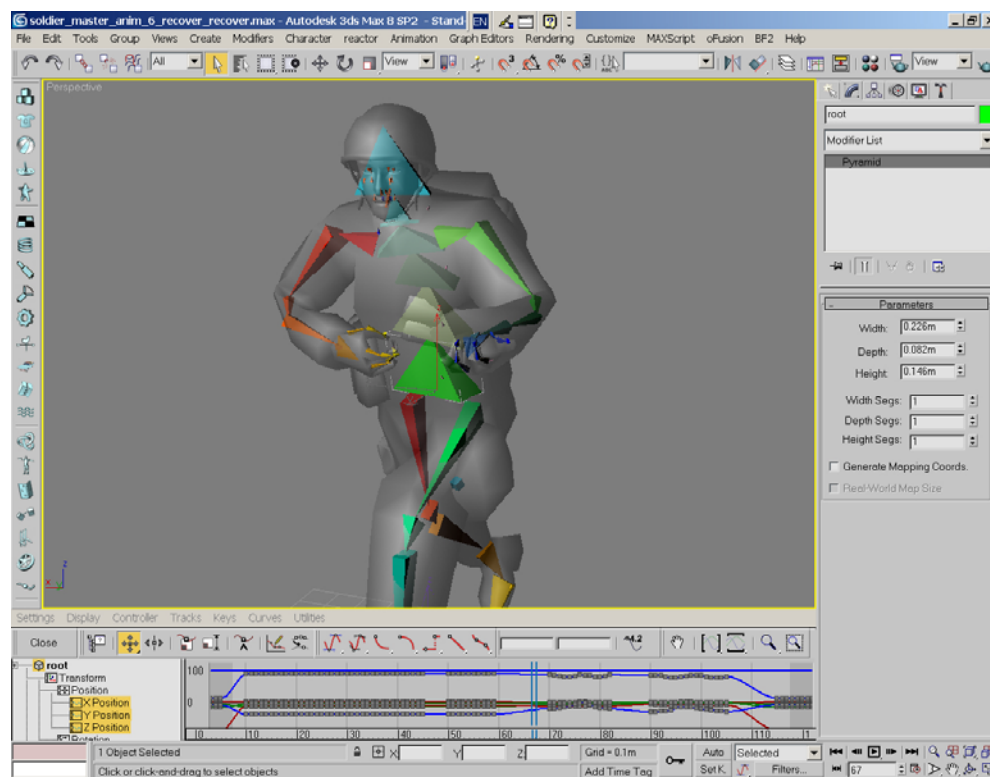 soldier_master_anim_6_recover_recover.max - Autodesk 3ds Max 8 SP2 - Stand- EN
File Edit Tools Group Views Create Modifiers Character reactor Animation Graph Editors Rendering Customize MAXScript oFusion BF2 Help
All View View
Perspective
root
Modifier List
Pyramid
Parameters
Width: 0.226m
Depth: 0.082m
Height: 0.146m
Width Segs: 1
Depth Segs: 1
Height Segs: 1
Generate Mapping Coords.
Real-World Map Size
z
x
Settings Display Controller Tracks Keys Curves Utilities
Close
root
Transform
Position
X Position
Y Position
Z Position
Rotation
100
0
10 20 30 40 50 60 70 80 90 100 110
1 Object Selected X Y Z Grid = 0.1m Auto Selected
Click or click-and-drag to select objects Add Time Tag Set K. Filters... 67